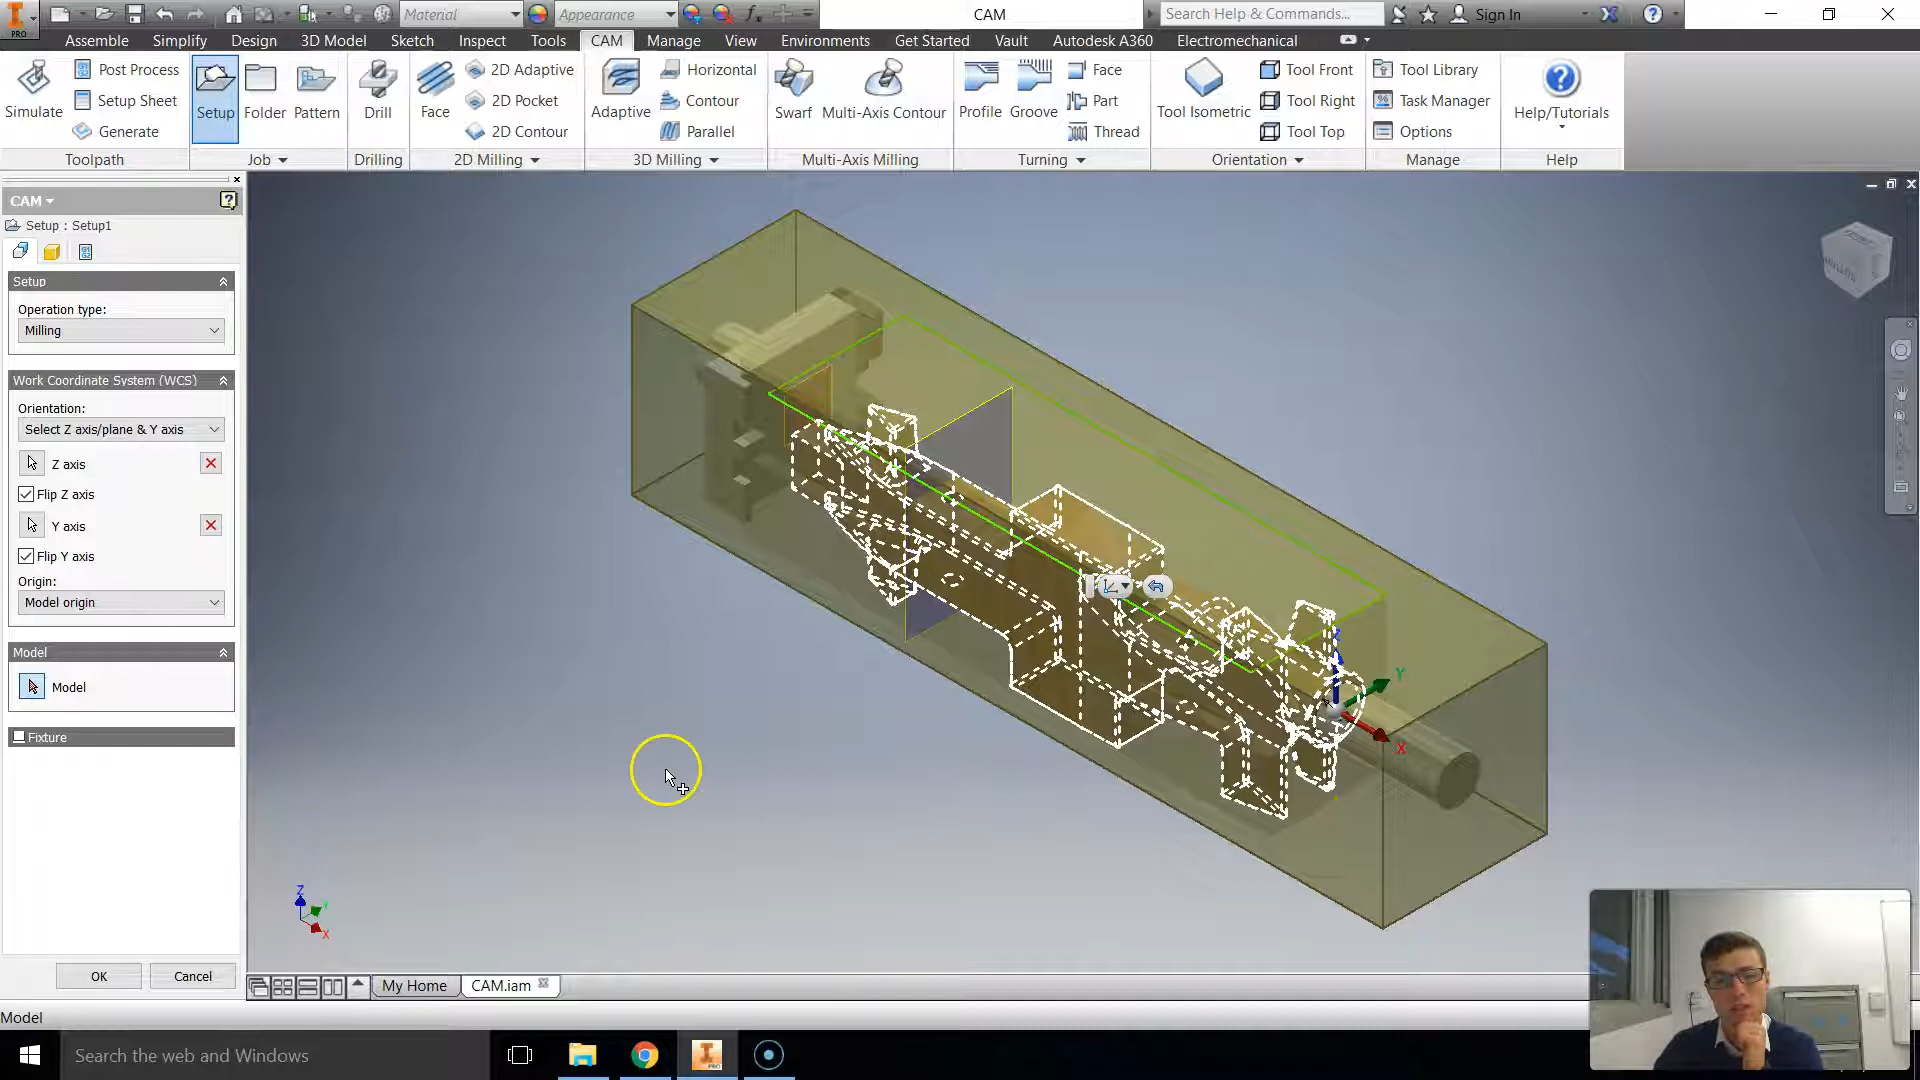 PRO
Material
Appearance
CAM
Search Help & Commands...
Sign In
Assemble Simplify Design 3D Model Sketch Inspect Tools CAM Manage View Environments Get Started Vault Autodesk A360 Electromechanical
Simulate
Post Process
Setup Sheet
Generate
Toolpath
Setup
Folder
Pattern
Job
Drill
Drilling
Face
2D Adaptive
2D Pocket
2D Contour
2D Milling
Adaptive
Horizontal
Contour
Parallel
3D Milling
Swarf
Multi-Axis Contour
Multi-Axis Milling
Profile
Groove
Face
Part
Thread
Turning
Tool Isometric
Tool Front
Tool Right
Tool Top
Orientation
Tool Library
Task Manager
Options
Manage
Help/Tutorials
Help
CAM
Setup : Setup1
Setup
Operation type:
Milling
Work Coordinate System (WCS)
Orientation:
Select Z axis/plane & Y axis
Z axis
Flip Z axis
Y axis
Flip Y axis
Origin:
Model origin
Model
Model
Fixture
OK
Cancel
Z
Y
X
Z
Y
X
My Home
CAM.iam
Model
Search the web and Windows
PRO